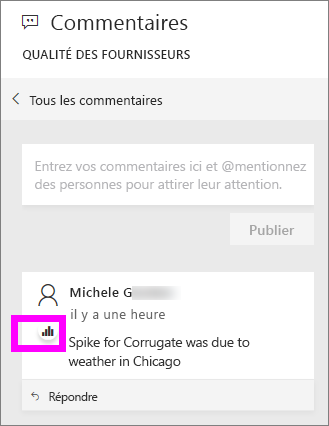 Commentaires
QUALITÉ DES FOURNISSEURS
Tous les commentaires
Entrez vos commentaires ici et @mentionnez
des personnes pour attirer leur attention.
Publier
Michele G
il y a une heure
Spike for Corrugate was due to
weather in Chicago
Répondre